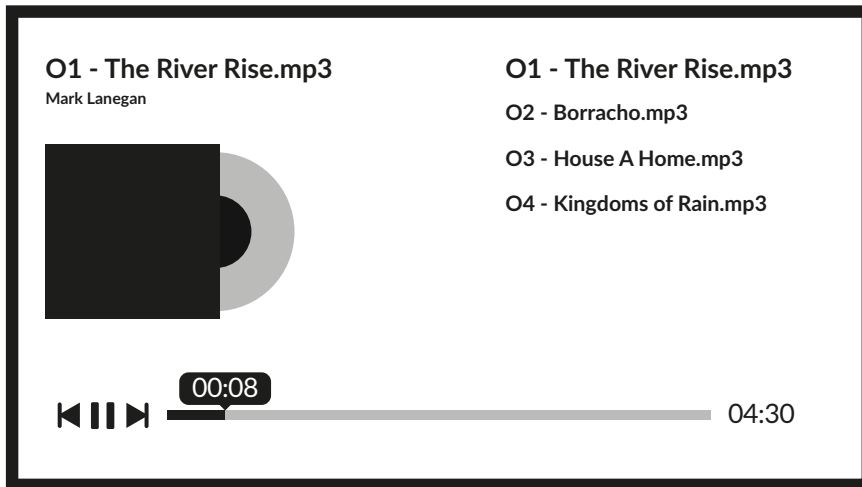 O1 - The River Rise.mp3
Mark Lanegan
O1 - The River Rise.mp3
O2 - Borracho.mp3
O3 - House A Home.mp3
O4 - Kingdoms of Rain.mp3
00:08
04:30